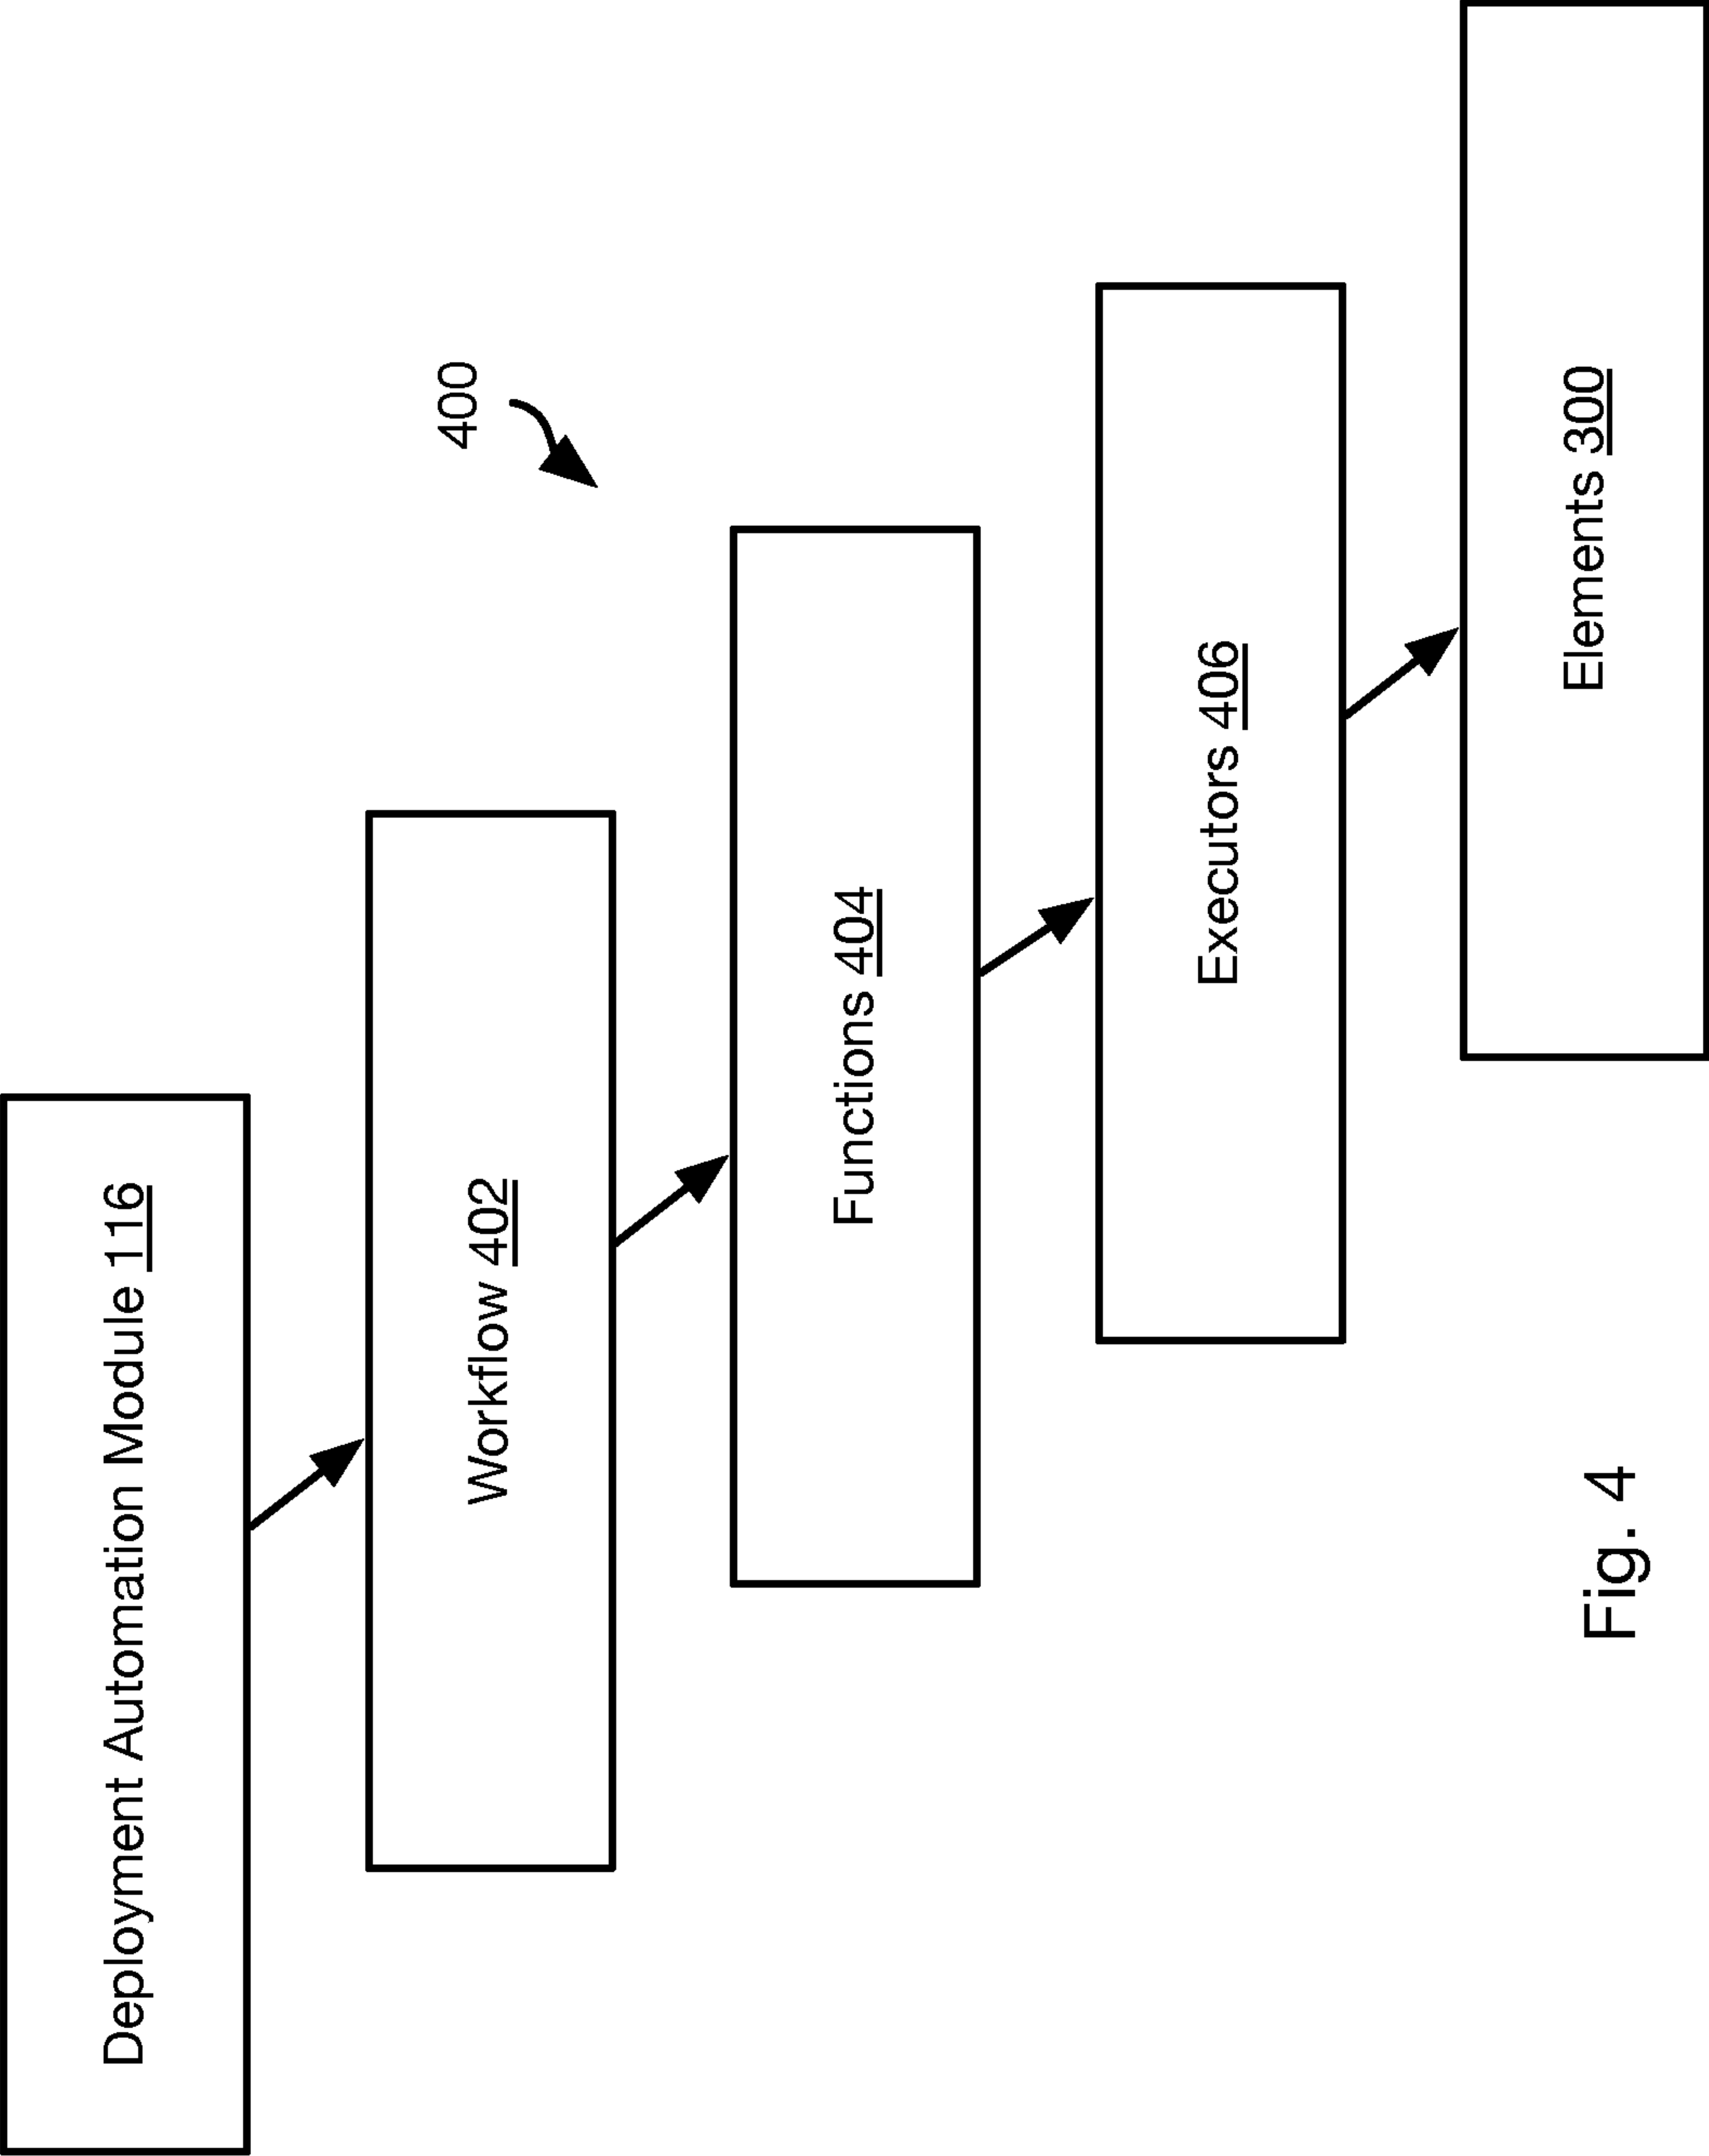 Deployment Automation Module 116
400
Workflow 402
Functions 404
Executors 406
Elements 300
Fig. 4